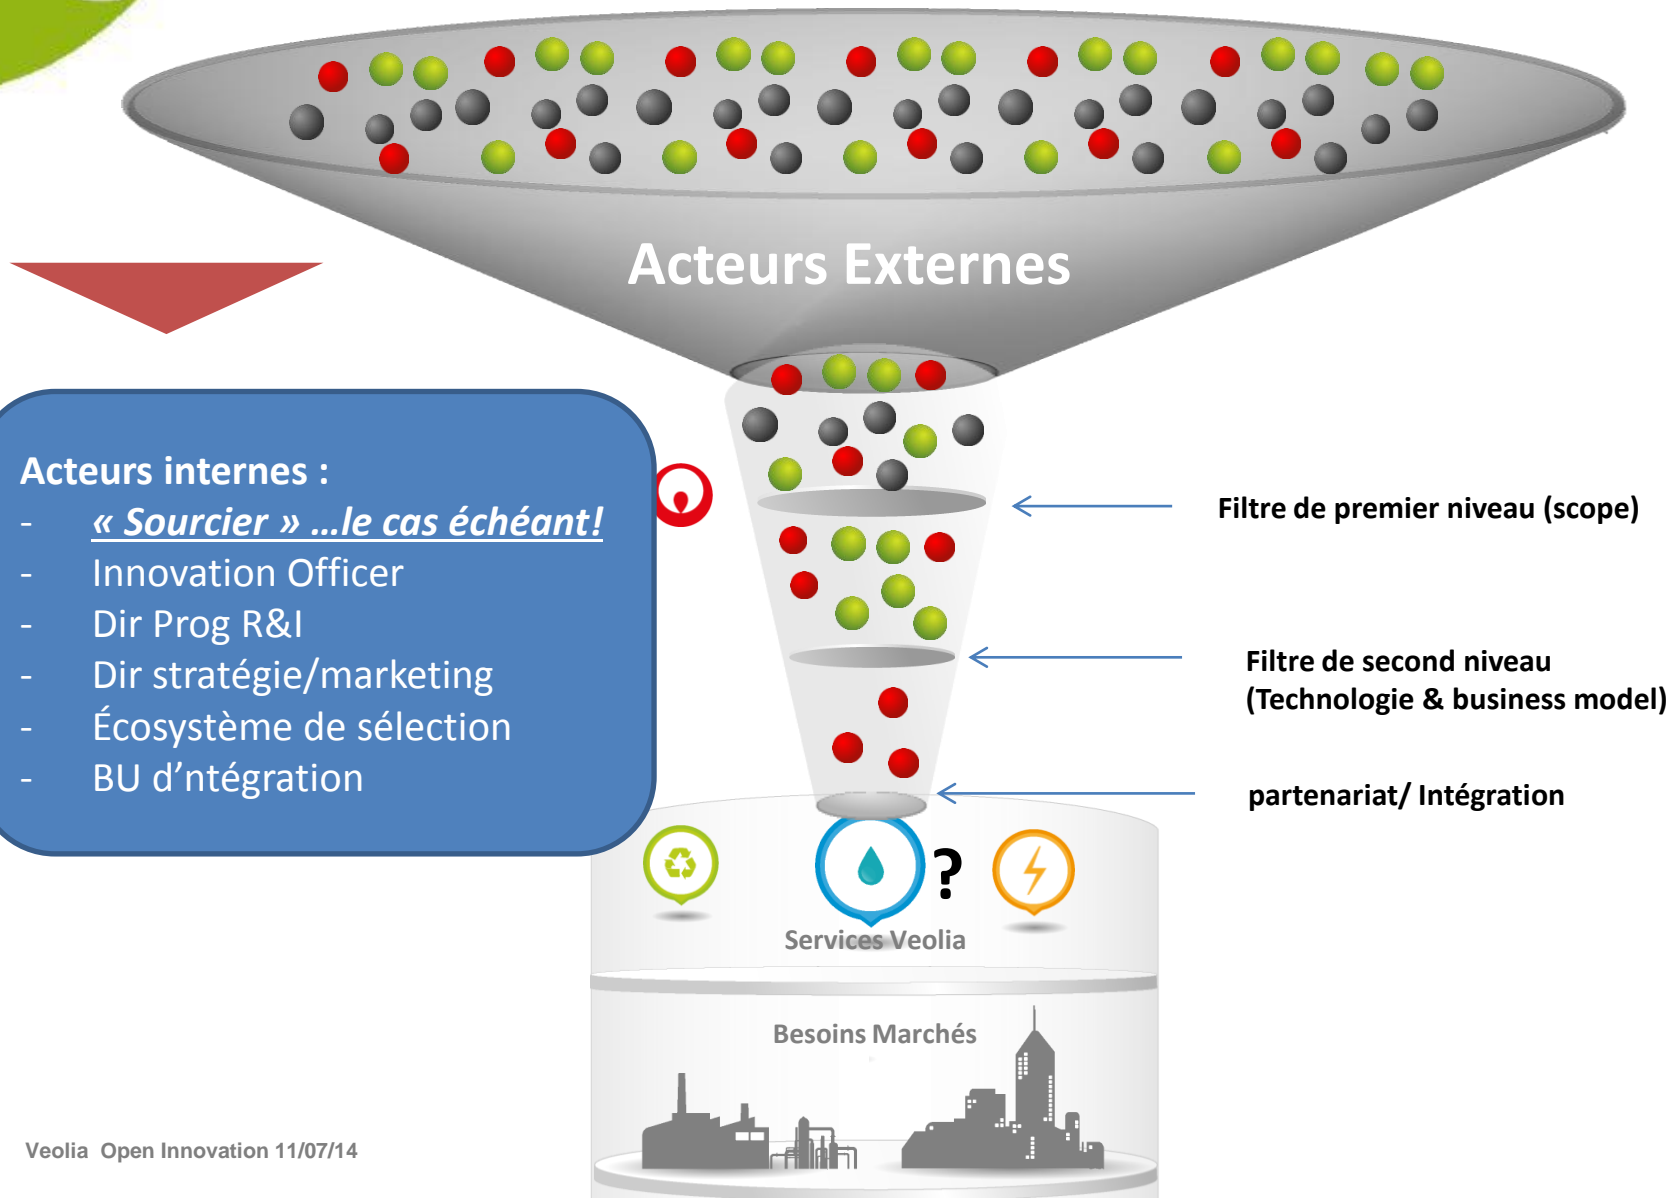 Acteurs Externes
Acteurs internes :
- « Sourcier » ...le cas échéant!
- Innovation Officer
- Dir Prog R&I
- Dir stratégie/marketing
- Écosystème de sélection
- BU d’ntégration
Filtre de premier niveau (scope)
Filtre de second niveau
(Technologie & business model)
partenariat/ Intégration
?
Services Veolia
Besoins Marchés
Veolia Open Innovation 11/07/14